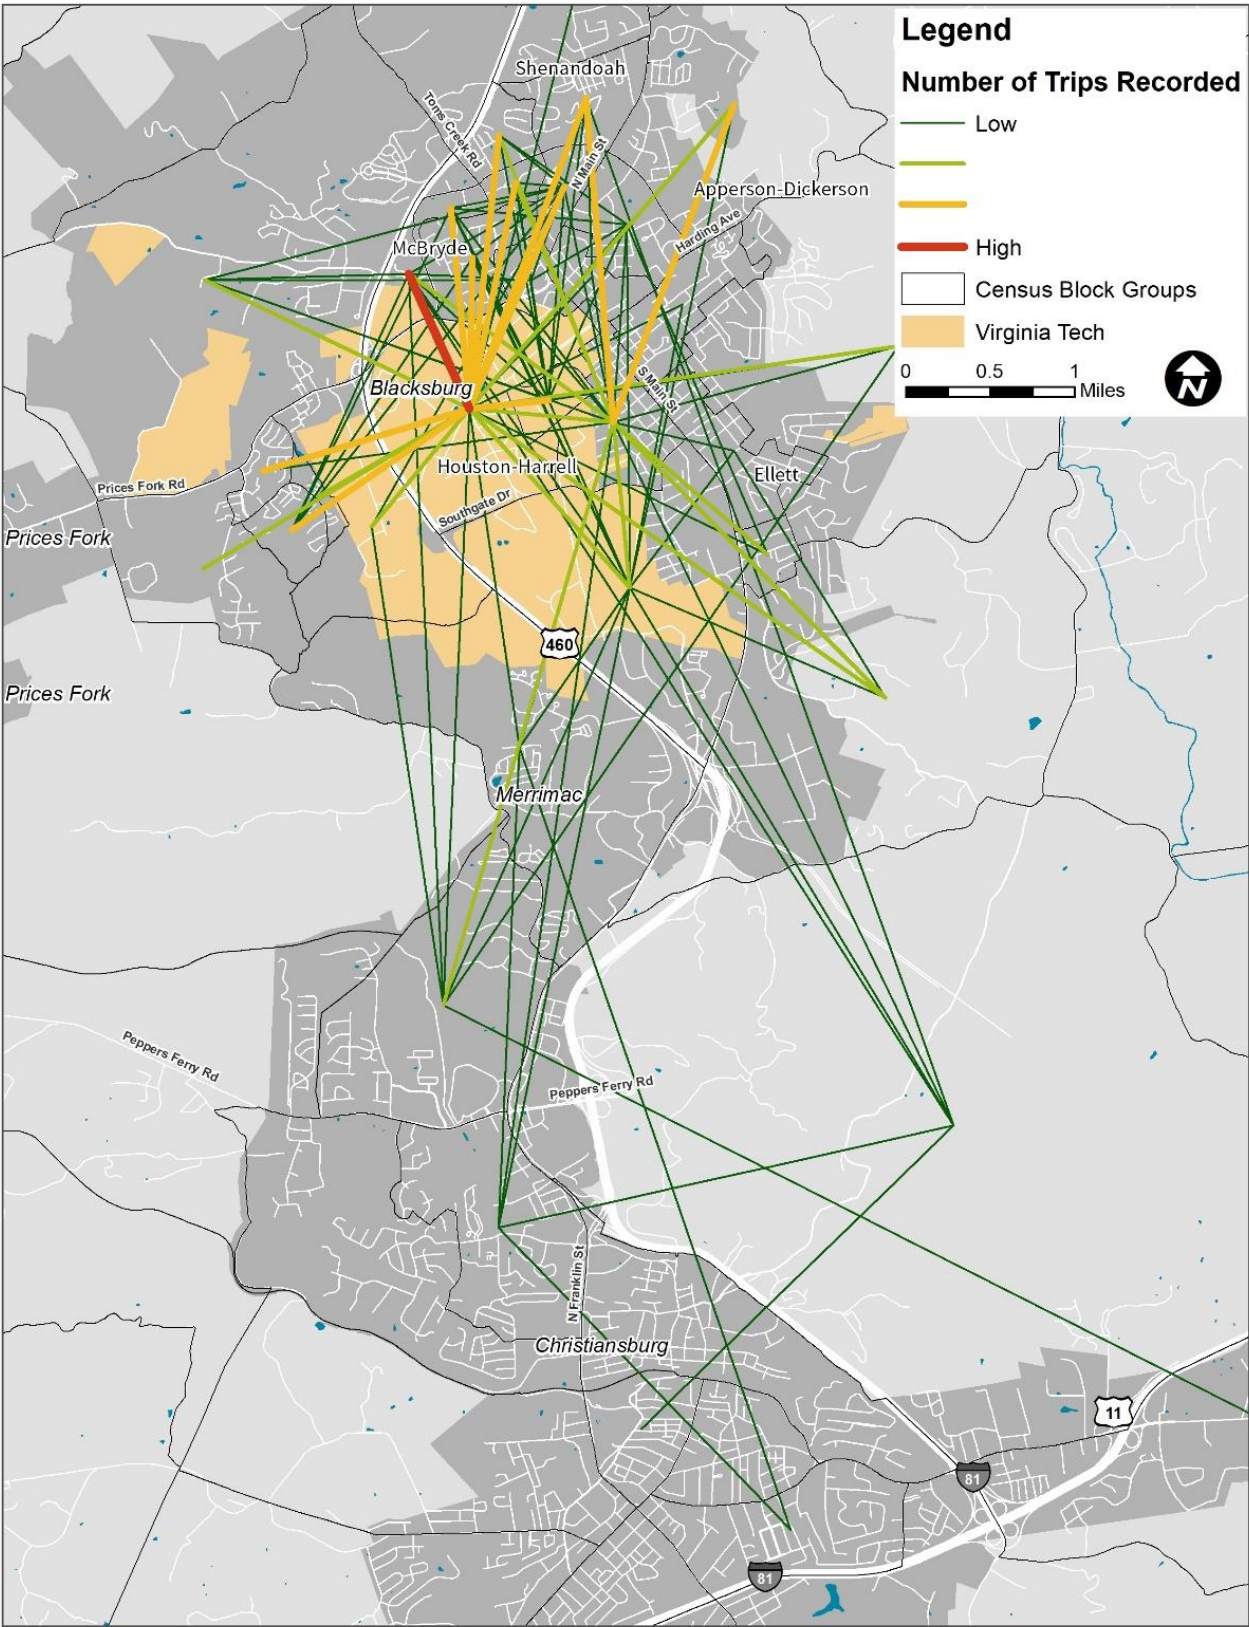 Legend
Number of Trips Recorded
Low
High
Census Block Groups
Virginia Tech
0 0.5 1
Miles
N
Shenandoah
Toms Creek Rd
N Main St
Apperson-Dickerson
Harding Ave
McBryde
Blacksburg
S Main St
Houston-Harrell
Ellett
Prices Fork Rd
Southgate Dr
Prices Fork
460
Prices Fork
Merrimac
Peppers Ferry Rd
Peppers Ferry Rd
N Franklin St
Christiansburg
11
81
81